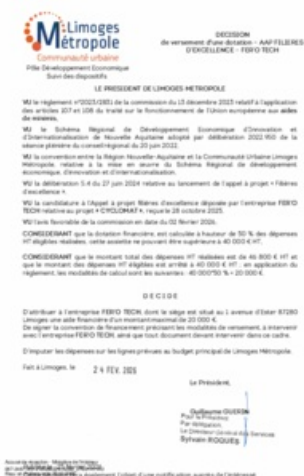 Limoges
Métropole
Communauté urbaine
Pôle Développement Economique
Suivi des dispositifs
DECISION
de versement d'une dotation - AAP FILIERES
D'EXCELLENCE - FEFO TECH
LE PRESIDENT DE LIMOGES METROPOLE
VU le règlement n°2023/2831 de la commission du 13 décembre 2023 relatif à l'application
des articles 107 et 108 du traité sur le fonctionnement de l'Union européenne aux aides
de minimis,
VU le Schéma Régional de Développement Economique d'Innovation et
d'Internationalisation de Nouvelle Aquitaine adopté par délibération
séance plénière du conseil régional du 20 juin 2022,
VU la convention entre la Région Nouvelle-Aquitaine et la Communauté Urbaine Limoges
Métropole relative à la mise en œuvre du Schéma Régional de développement
économique, d'innovation et d'internationalisation.
VU la délibération 5.4 du 27 juin 2024 relative au lancement de l'appel à projet « Filières
d'excellence ».
VU la candidature à l'Appel à projet filières d'excellence déposée par l'entreprise FEFO
TECH relative au projet « CYCLOMAT », reçue le 28 octobre 2025,
VU l'avis favorable de la commission en date du 02 février 2026,
CONSIDERANT que la dotation financière, est calculée à hauteur de 50 % des dépenses
HT éligibles réalisées, cette assiette ne pouvant être supérieure à 40 000 € HT,
CONSIDERANT que le montant total des dépenses HT réalisées est de 46 800 € HT et
que le montant des dépenses HT éligibles est arrêté à 40 000 € HT ; en application du
règlement, les modalités de calcul sont les suivantes : 40 000*50 % = 20 000 €
DECIDE
D'attribuer à l'entreprise FEFO TECH, dont le siège est situé au 1 avenue d'Ester 87280
Limoges une aide financière d'un montant maximal de 20 000 €.
De signer la convention de financement précisant les modalités de versement, à intervenir
avec l'entreprise FEFO TECH, ainsi que tout document devant intervenir dans ce cadre.
D'imputer les dépenses sur les lignes prévues au budget principal de Limoges Métropole.
Fait à Limoges, le 24 FEV. 2026
Le Président,
Guillaume GUERIN
Pour le Président
Par délégation,
Le Directeur Général des Services
Sylvain ROQUES